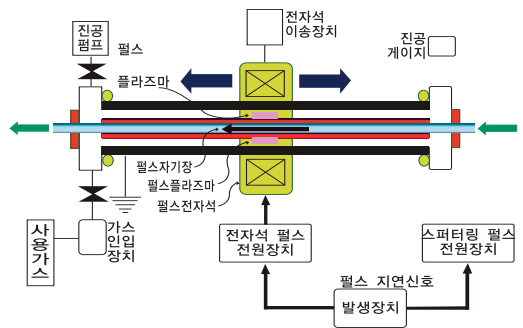 진공
펌프
펄스
플라즈마
전자석
이송장치
진공
게이지
펄스자기장
펄스플라즈마
펄스전자석
사용가스
가스
인입
장치
전자석 펄스
전원장치
스퍼터링 펄스
전원장치
펄스 지연신호
발생장치